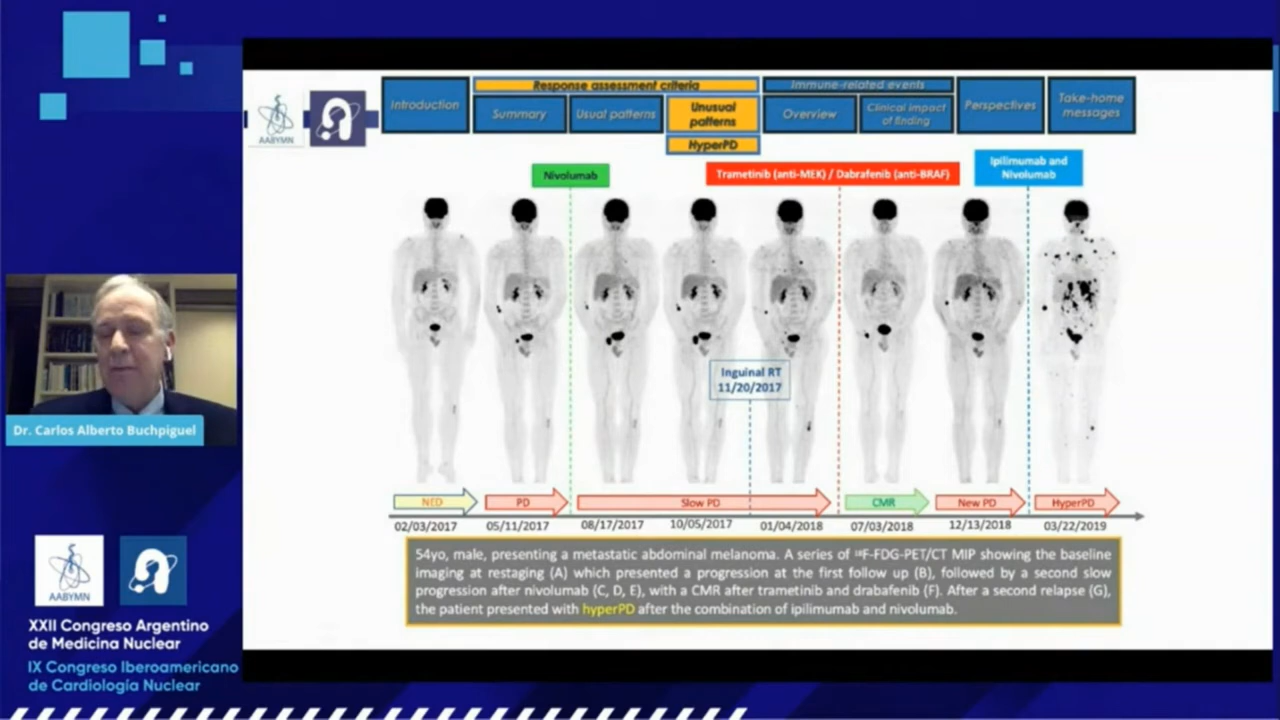 Introduction
Response assessment criteria
Summary
Usual patterns
Unusual
patterns
HyperPD
Immune-related events
Overview
Clinical impact
of finding
Perspectives
Take-home
messages
AABYMN
Nivolumab
Trametinib (anti-MEK) / Dabrafenib (anti-BRAF)
Ipilimumab and
Nivolumab
Inguinal RT
11/20/2017
NED
PD
Slow PD
CMR
New PD
HyperPD
02/03/2017
05/11/2017
08/17/2017
10/05/2017
01/04/2018
07/03/2018
12/13/2018
03/22/2019
54yo, male, presenting a metastatic abdominal melanoma. A series of ¹⁸F-FDG-PET/CT MIP showing the baseline
imaging at restaging (A) which presented a progression at the first follow up (B), followed by a second slow
progression after nivolumab (C, D, E), with a CMR after trametinib and drabafenib (F). After a second relapse (G),
the patient presented with hyperPD after the combination of ipilimumab and nivolumab.
Dr. Carlos Alberto Buchpiguel
AABYMN
XXII Congreso Argentino
de Medicina Nuclear
IX Congreso Iberoamericano
de Cardiología Nuclear